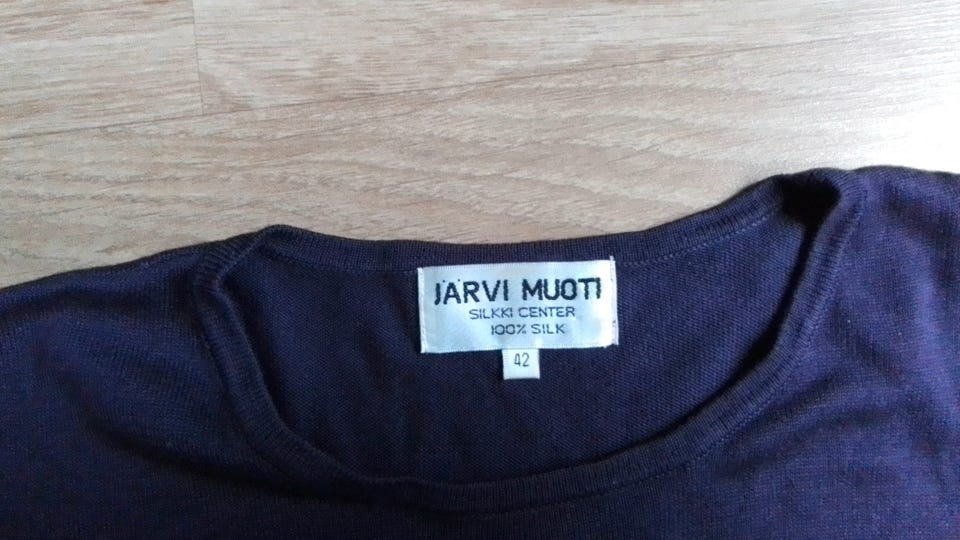 JÄRVI MUOTI
SILKKI CENTER
100% SILK
42